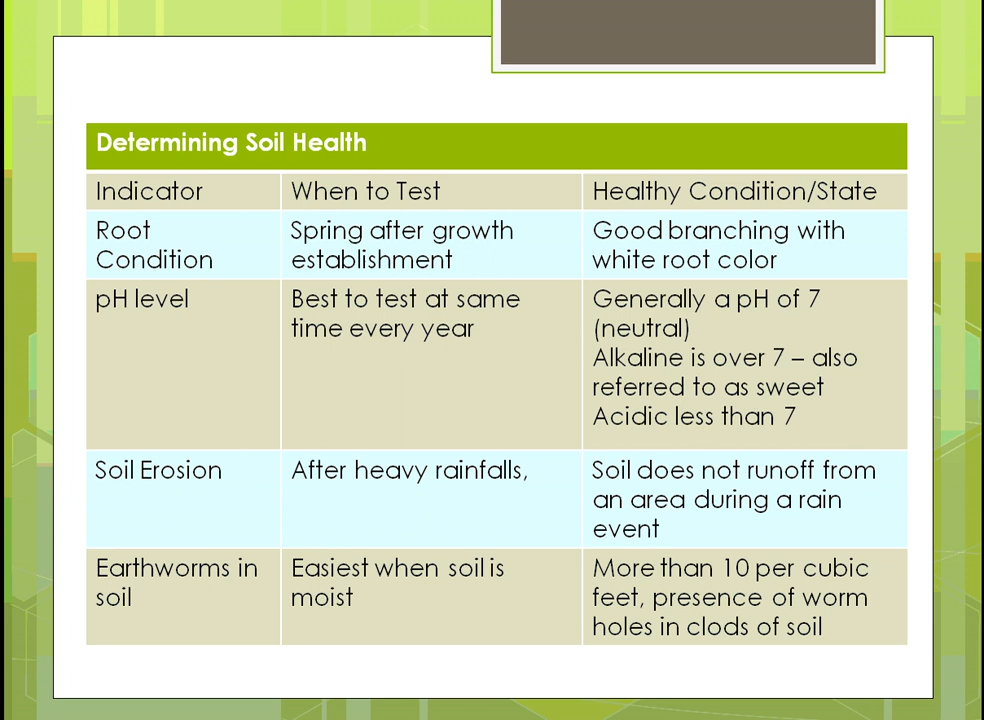 Determining Soil Health
Indicator
When to Test
Healthy Condition/State
Root
Condition
Spring after growth
establishment
Good branching with
white root color
pH level
Best to test at same
time every year
Generally a pH of 7
(neutral)
Alkaline is over 7 – also
referred to as sweet
Acidic less than 7
Soil Erosion
After heavy rainfalls,
Soil does not runoff from
an area during a rain
event
Earthworms in
soil
Easiest when soil is
moist
More than 10 per cubic
feet, presence of worm
holes in clods of soil